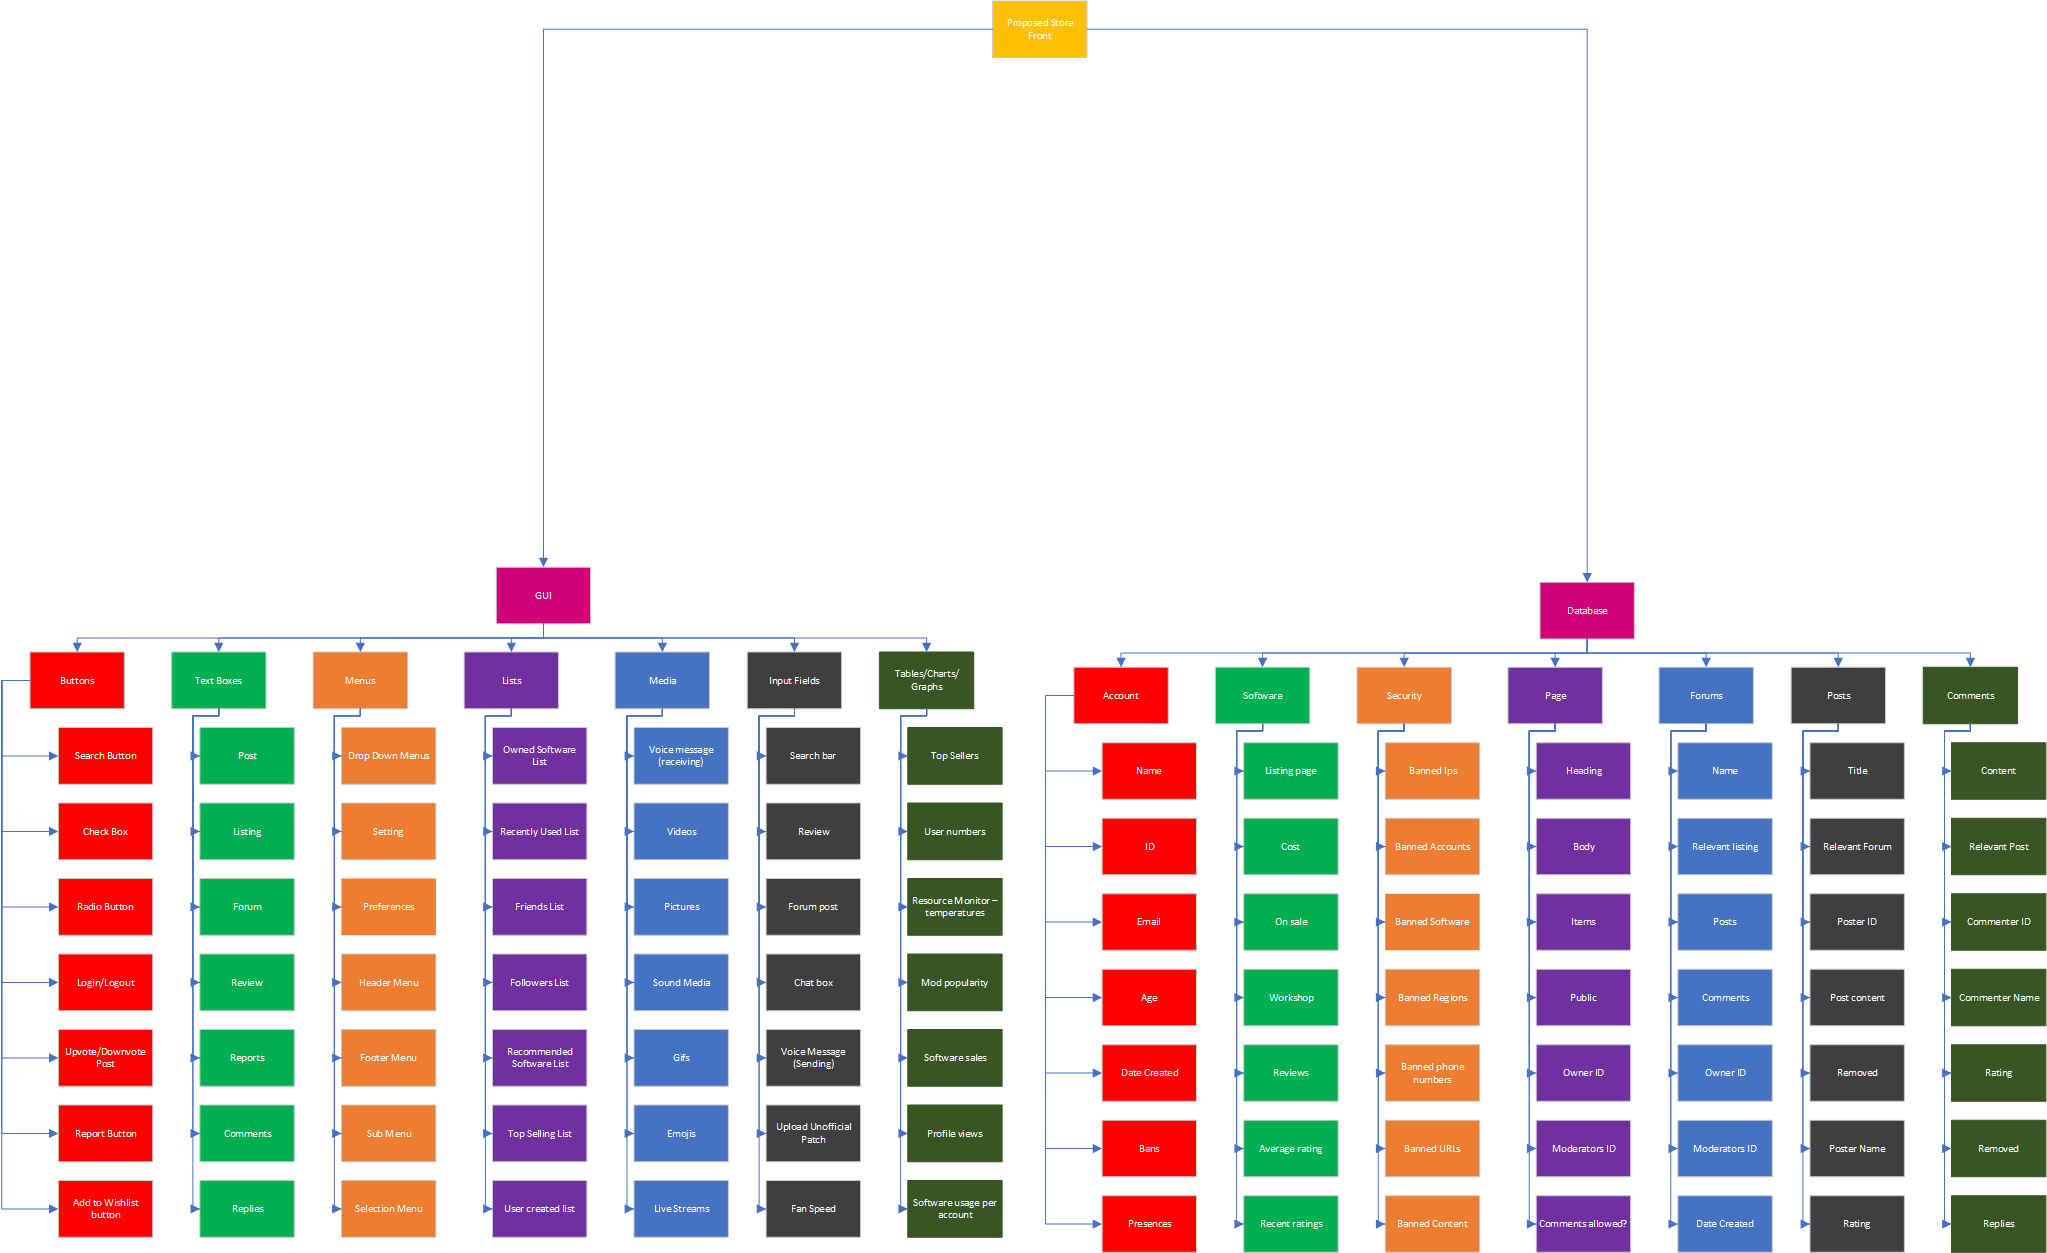 Proposed Store
Front
GUI
Database
Buttons
Text Boxes
Menus
Lists
Media
Input Fields
Tables/Charts/
Graphs
Search Button
Post
Drop Down Menus
Owned Software
List
Voice message
(receiving)
Search bar
Top Sellers
Check Box
Listing
Setting
Recently Used List
Videos
Review
User numbers
Radio Button
Forum
Preferences
Friends List
Pictures
Forum post
Resource Monitor –
temperatures
Login/Logout
Review
Header Menu
Followers List
Sound Media
Chat box
Mod popularity
Upvote/Downvote
Post
Reports
Footer Menu
Recommended
Software List
Gifs
Voice Message
(Sending)
Software sales
Report Button
Comments
Sub Menu
Top Selling List
Emojis
Upload Unofficial
Patch
Profile views
Add to Wishlist
button
Replies
Selection Menu
User created list
Live Streams
Fan Speed
Software usage per
account
Account
Software
Security
Page
Forums
Posts
Comments
Name
Listing page
Banned Ips
Heading
Name
Title
Content
ID
Cost
Banned Accounts
Body
Relevant listing
Relevant Forum
Relevant Post
Email
On sale
Banned Software
Items
Posts
Poster ID
Commenter ID
Age
Workshop
Banned Regions
Public
Comments
Post content
Commenter Name
Date Created
Reviews
Banned phone
numbers
Owner ID
Owner ID
Removed
Rating
Bans
Average rating
Banned URLs
Moderators ID
Moderators ID
Poster Name
Removed
Presences
Recent ratings
Banned Content
Comments allowed?
Date Created
Rating
Replies